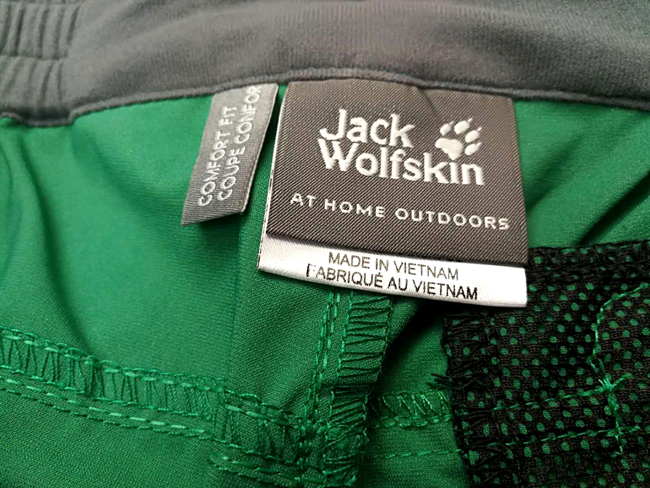 COMFORT FIT
COUPE CONFOR
Jack
Wolfskin
AT HOME OUTDOORS
MADE IN VIETNAM
FABRIQUÉ AU VIETNAM